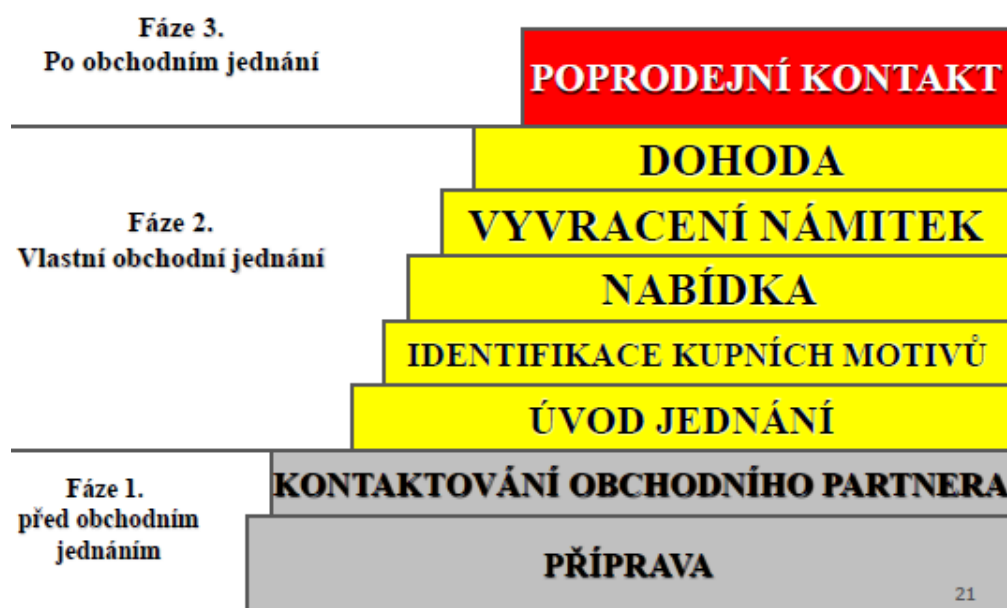 Fáze 3.
Po obchodním jednání
POPRODEJNÍ KONTAKT
Fáze 2.
Vlastní obchodní jednání
DOHODA
VYVRACENÍ NÁMITEK
NABÍDKA
IDENTIFIKACE KUPNÍCH MOTIVŮ
ÚVOD JEDNÁNÍ
Fáze 1.
před obchodním
jednáním
KONTAKTOVÁNÍ OBCHODNÍHO PARTNERA
PŘÍPRAVA
21